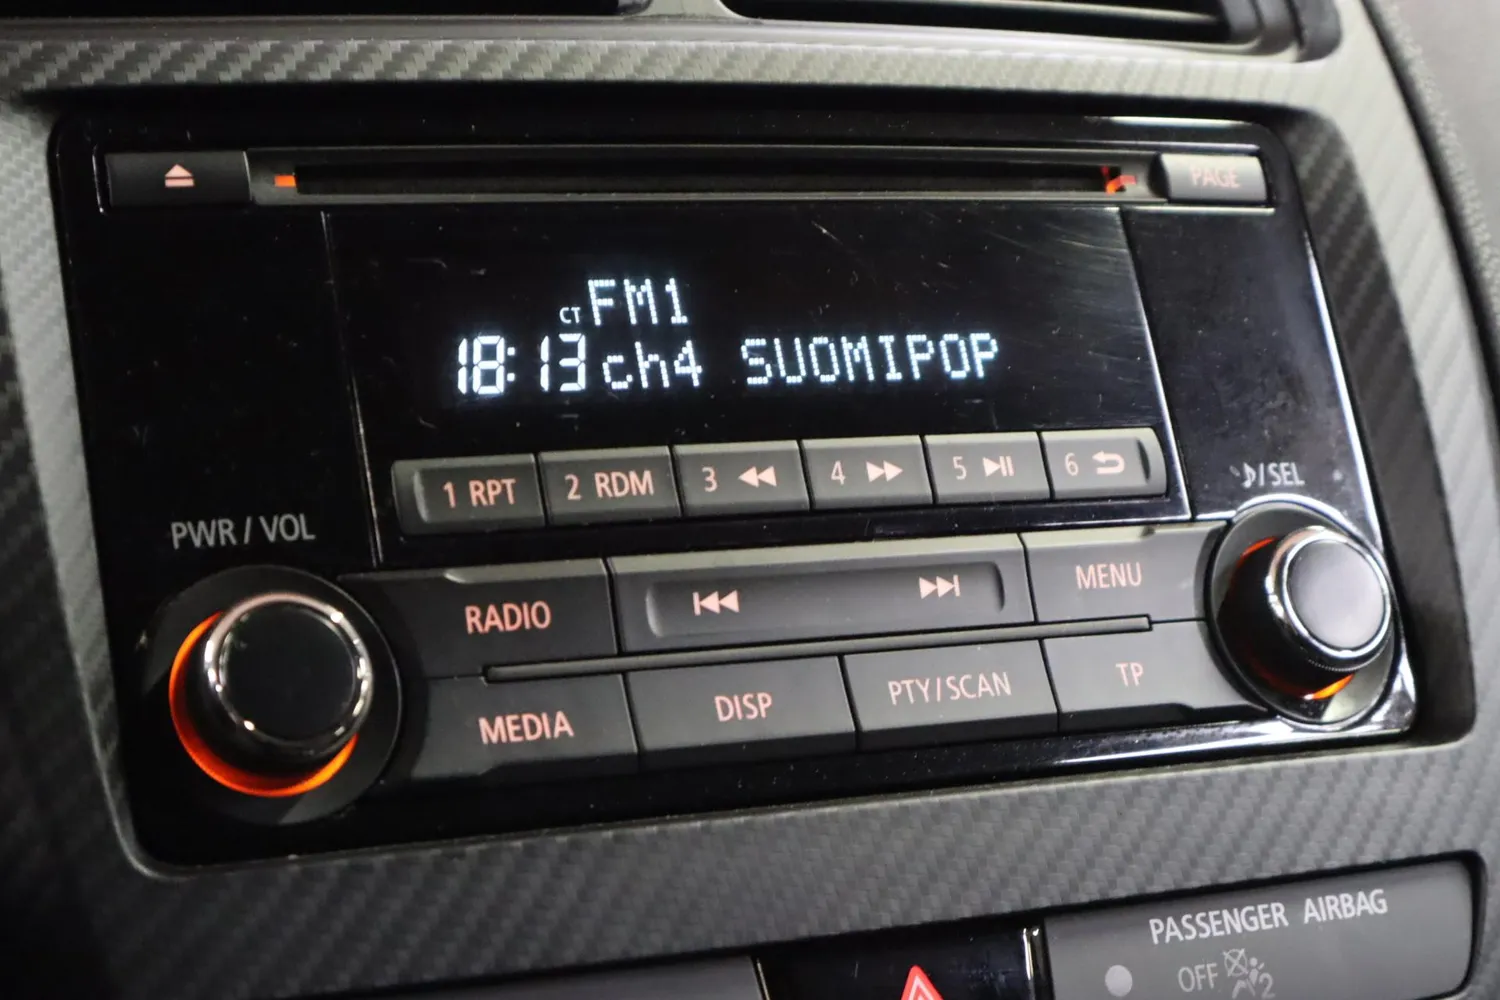 PAGE
CT FM1
18:13 ch4 SUOMIPOP
1 RPT 2 RDM 3 4 5 6
PWR / VOL
/SEL
RADIO MENU
MEDIA DISP PTY/SCAN TP
PASSENGER AIRBAG
OFF 2